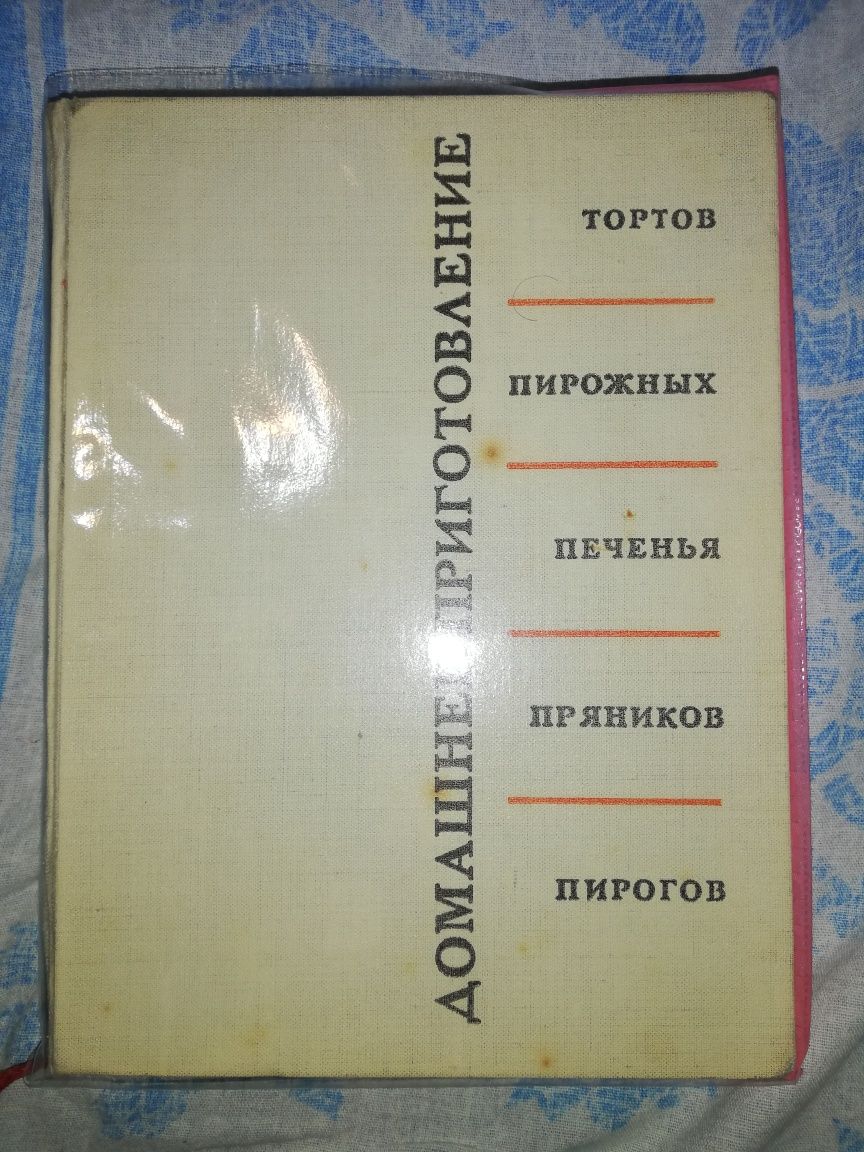 ДОМАШНЕЕ ПРИГОТОВЛЕНИЕ
ТОРТОВ
ПИРОЖНЫХ
ПЕЧЕНЬЯ
ПРЯНИКОВ
ПИРОГОВ